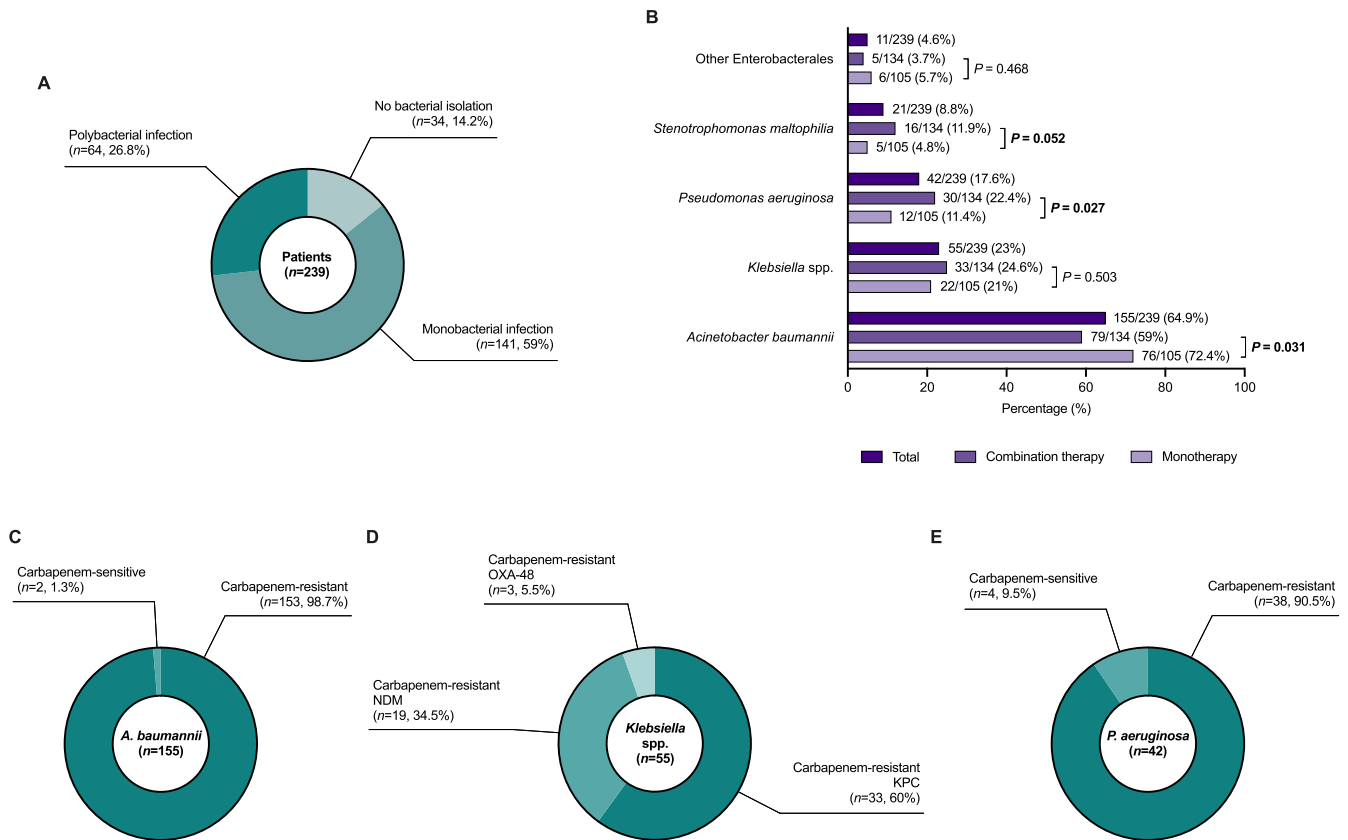 A
Polybacterial infection
(n=64, 26.8%)
No bacterial isolation
(n=34, 14.2%)
Patients
(n=239)
Monobacterial infection
(n=141, 59%)
B
Other Enterobacterales
11/239 (4.6%)
5/134 (3.7%)
6/105 (5.7%)
P = 0.468
Stenotrophomonas maltophilia
21/239 (8.8%)
16/134 (11.9%)
5/105 (4.8%)
P = 0.052
Pseudomonas aeruginosa
42/239 (17.6%)
30/134 (22.4%)
12/105 (11.4%)
P = 0.027
Klebsiella spp.
55/239 (23%)
33/134 (24.6%)
22/105 (21%)
P = 0.503
Acinetobacter baumannii
155/239 (64.9%)
79/134 (59%)
76/105 (72.4%)
P = 0.031
0 20 40 60 80 100
Percentage (%)
Total Combination therapy Monotherapy
C
Carbapenem-sensitive
(n=2, 1.3%)
Carbapenem-resistant
(n=153, 98.7%)
A. baumannii
(n=155)
D
Carbapenem-resistant
OXA-48
(n=3, 5.5%)
Carbapenem-resistant
NDM
(n=19, 34.5%)
Klebsiella
spp.
(n=55)
Carbapenem-resistant
KPC
(n=33, 60%)
E
Carbapenem-sensitive
(n=4, 9.5%)
Carbapenem-resistant
(n=38, 90.5%)
P. aeruginosa
(n=42)